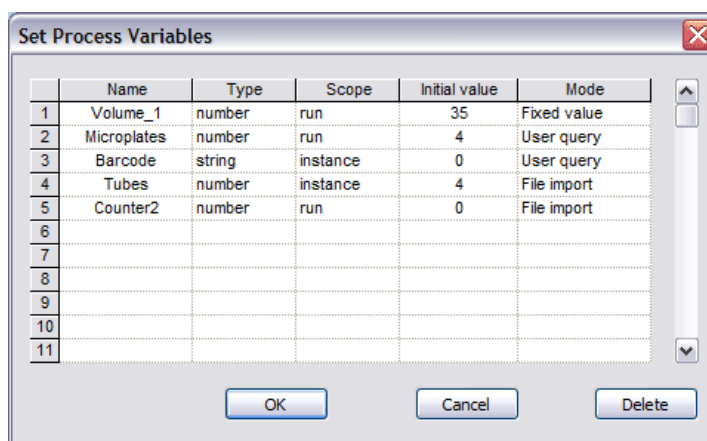 Set Process Variables
Name Type Scope Initial value Mode
1 Volume_1 number run 35 Fixed value
2 Microplates number run 4 User query
3 Barcode string instance 0 User query
4 Tubes number instance 4 File import
5 Counter2 number run 0 File import
6
7
8
9
10
11
OK Cancel Delete